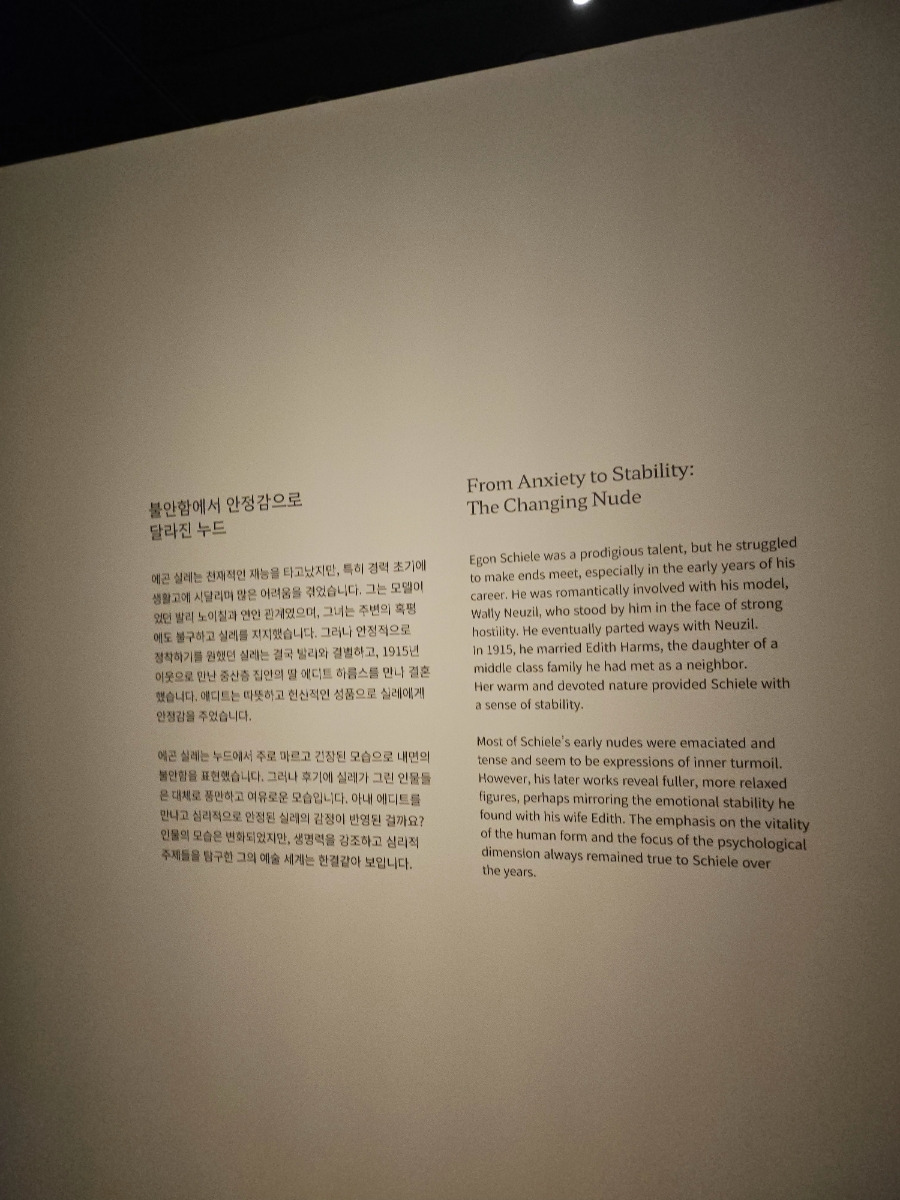 불안함에서 안정감으로
달라진 누드
에곤 실레는 천재적인 재능을 타고났지만, 특히 경력 초기에
생활고에 시달리며 많은 어려움을 겪었습니다. 그는 모델이
었던 발리 노이칠과 연인 관계였으며, 그녀는 주변의 혹평
에도 불구하고 실레를 지지했습니다. 그러나 안정적으로
정착하기를 원했던 실레는 결국 발리와 결별하고, 1915년
이웃으로 만난 중산층 집안의 딸 에디트 하름스를 만나 결혼
했습니다. 에디트는 따뜻하고 헌신적인 성품으로 실레에게
안정감을 주었습니다.
에곤 실레는 누드에서 주로 마르고 긴장된 모습으로 내면의
불안함을 표현했습니다. 그러나 후기에 실레가 그린 인물들
은 대체로 풍만하고 여유로운 모습입니다. 아내 에디트를
만나고 심리적으로 안정된 실레의 감정이 반영된 걸까요?
인물의 모습은 변화되었지만, 생명력을 강조하고 심리적
주제들을 탐구한 그의 예술 세계는 한결같아 보입니다.
From Anxiety to Stability:
The Changing Nude
Egon Schiele was a prodigious talent, but he struggled
to make ends meet, especially in the early years of his
career. He was romantically involved with his model,
Wally Neuzil, who stood by him in the face of strong
hostility. He eventually parted ways with Neuzil.
In 1915, he married Edith Harms, the daughter of a
middle class family he had met as a neighbor.
Her warm and devoted nature provided Schiele with
a sense of stability.
Most of Schiele's early nudes were emaciated and
tense and seem to be expressions of inner turmoil.
However, his later works reveal fuller, more relaxed
figures, perhaps mirroring the emotional stability he
found with his wife Edith. The emphasis on the vitality
of the human form and the focus of the psychological
dimension always remained true to Schiele over
the years.